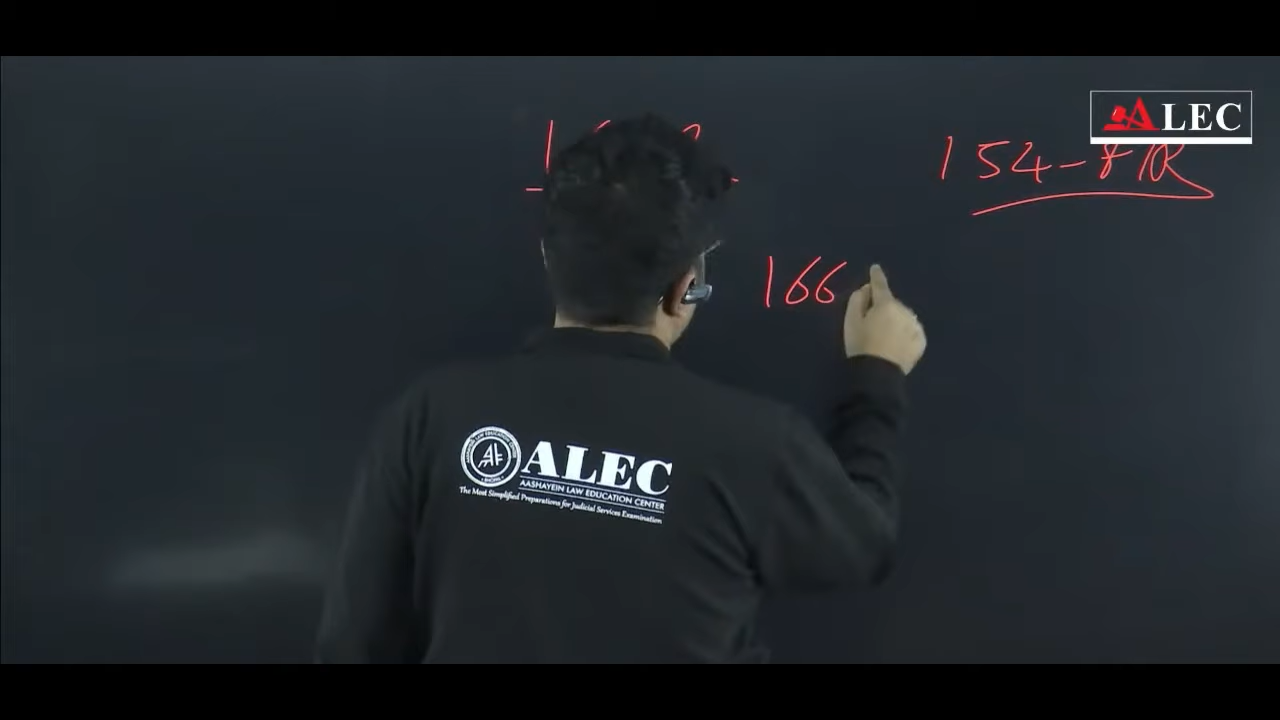 ALEC
154-FIR
166
ALEC
AASHAYEIN LAW EDUCATION CENTER
The Most Simplified Preparations for Judicial Services Examination